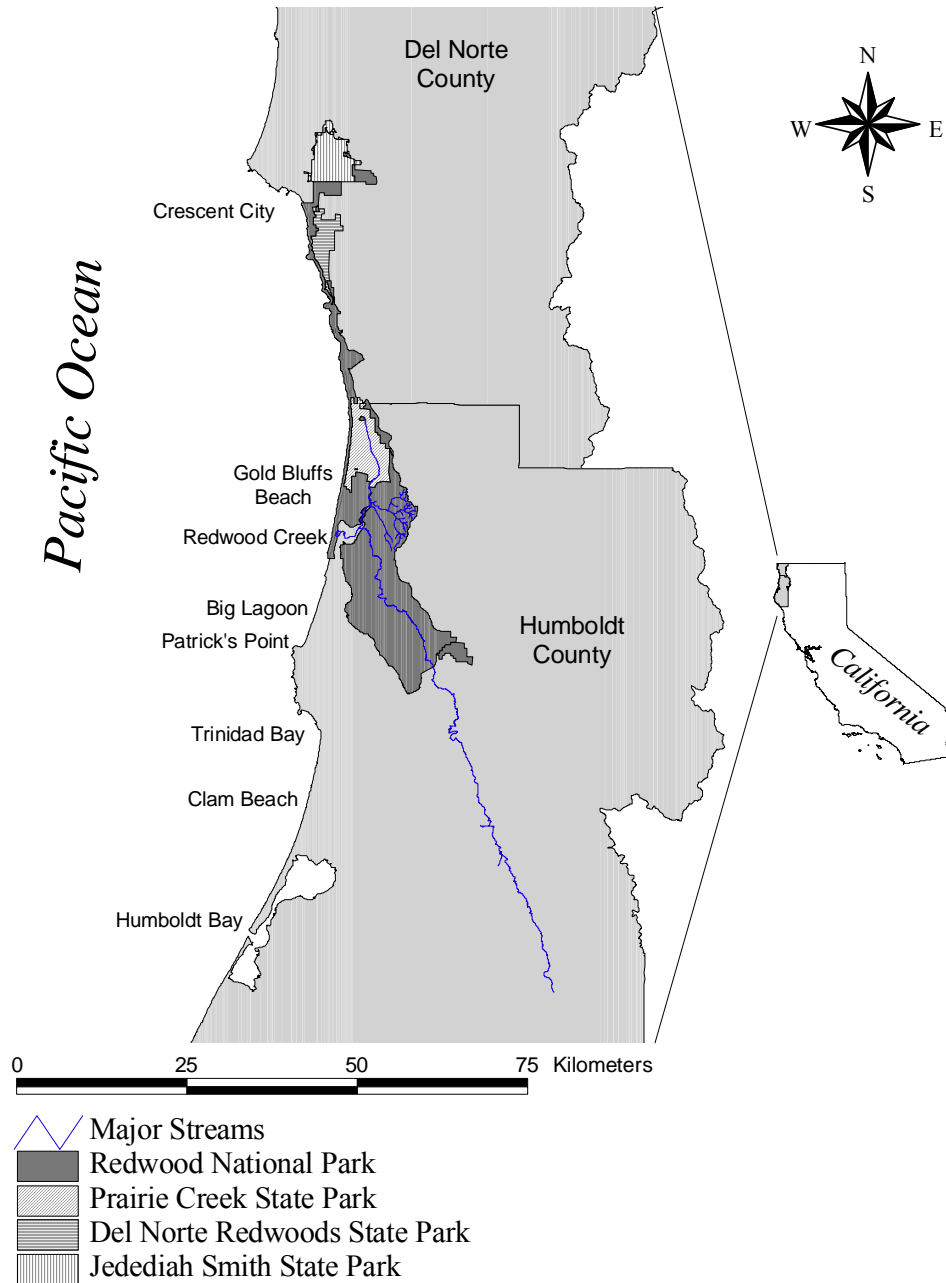 Del Norte
County
N
W
E
S
Crescent City
Pacific Ocean
Gold Bluffs
Beach
Redwood Creek
Big Lagoon
Patrick's Point
Humboldt
County
California
Trinidad Bay
Clam Beach
Humboldt Bay
0 25 50 75 Kilometers
Major Streams
Redwood National Park
Prairie Creek State Park
Del Norte Redwoods State Park
Jedediah Smith State Park